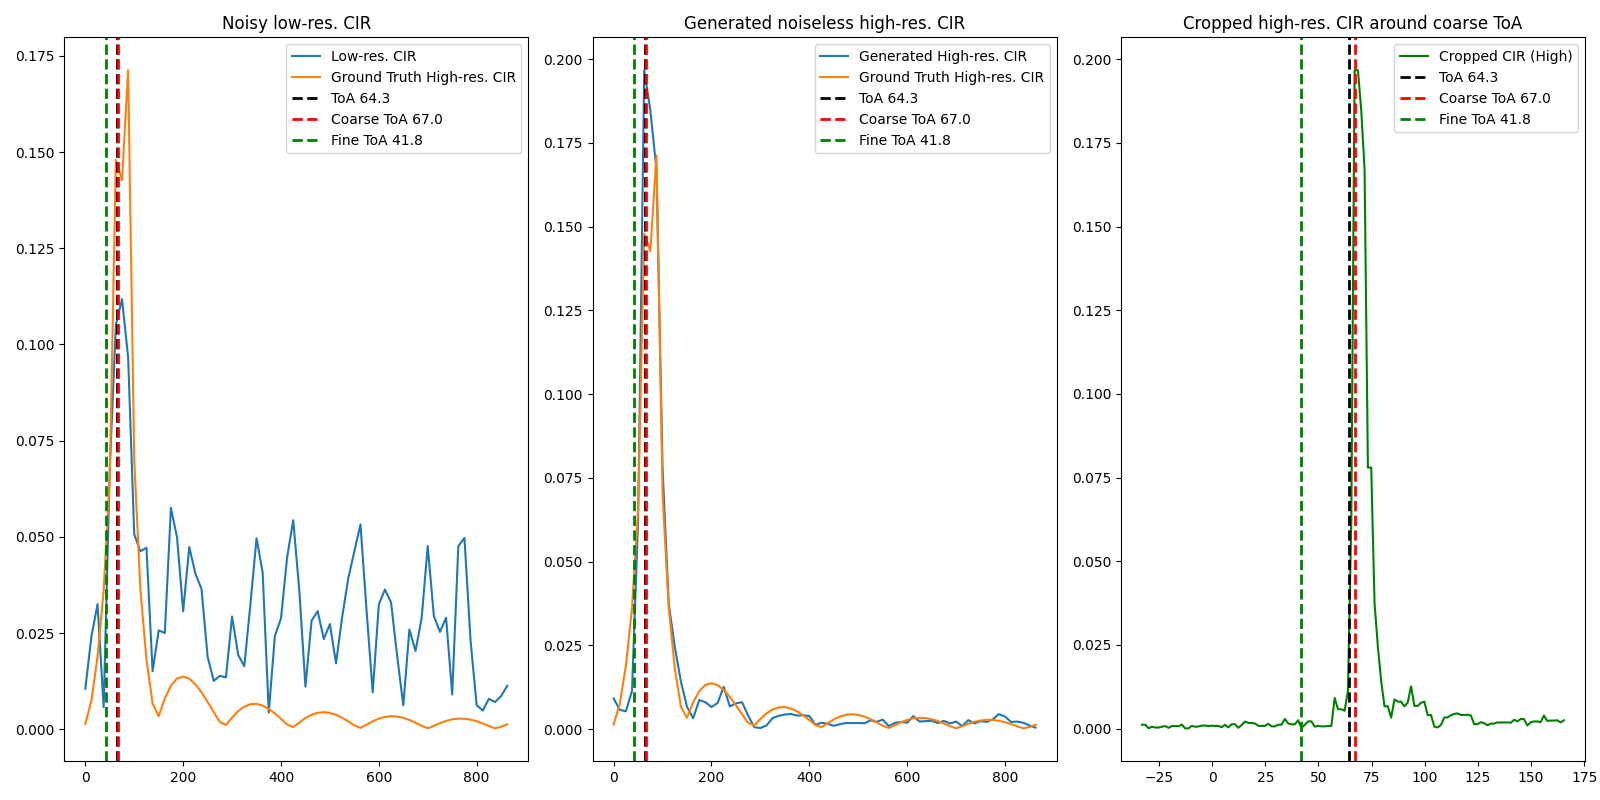 Noisy low-res. CIR
Low-res. CIR
Ground Truth High-res. CIR
ToA 64.3
Coarse ToA 67.0
Fine ToA 41.8
0.175
0.150
0.125
0.100
0.075
0.050
0.025
0.000
0 200 400 600 800
Generated noiseless high-res. CIR
Generated High-res. CIR
Ground Truth High-res. CIR
ToA 64.3
Coarse ToA 67.0
Fine ToA 41.8
0.200
0.175
0.150
0.125
0.100
0.075
0.050
0.025
0.000
0 200 400 600 800
Cropped high-res. CIR around coarse ToA
Cropped CIR (High)
ToA 64.3
Coarse ToA 67.0
Fine ToA 41.8
0.200
0.175
0.150
0.125
0.100
0.075
0.050
0.025
0.000
−25 0 25 50 75 100 125 150 175